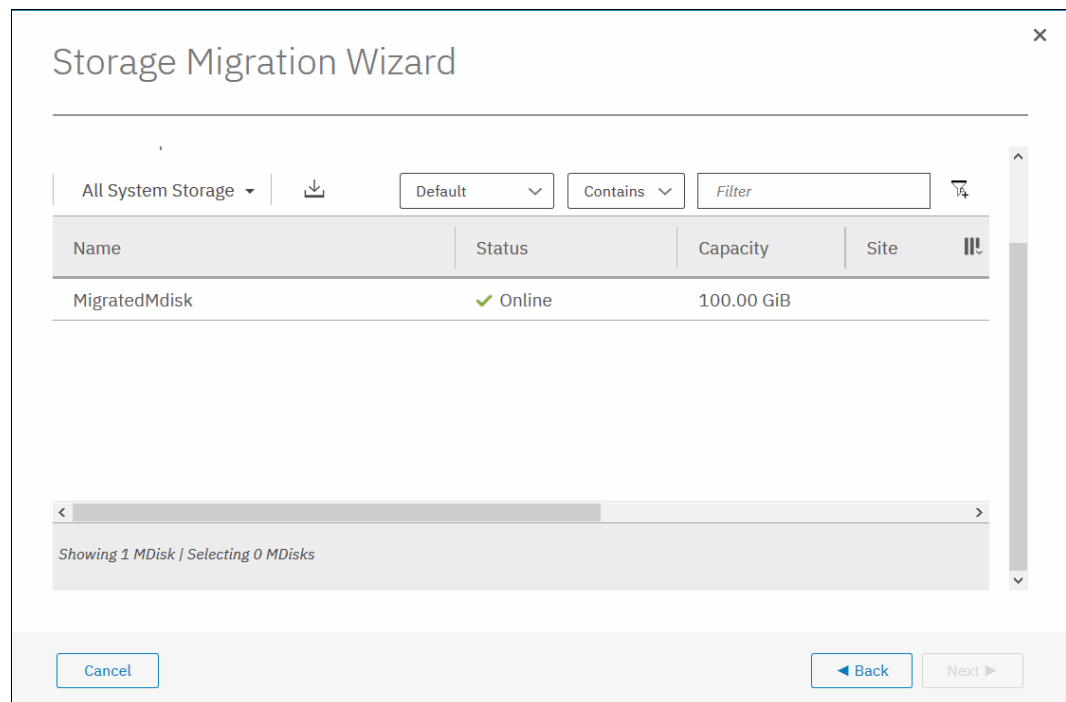 Storage Migration Wizard
All System Storage Default Contains Filter
Name Status Capacity Site
MigratedMdisk Online 100.00 GiB
Showing 1 MDisk | Selecting 0 MDisks
Cancel Back Next